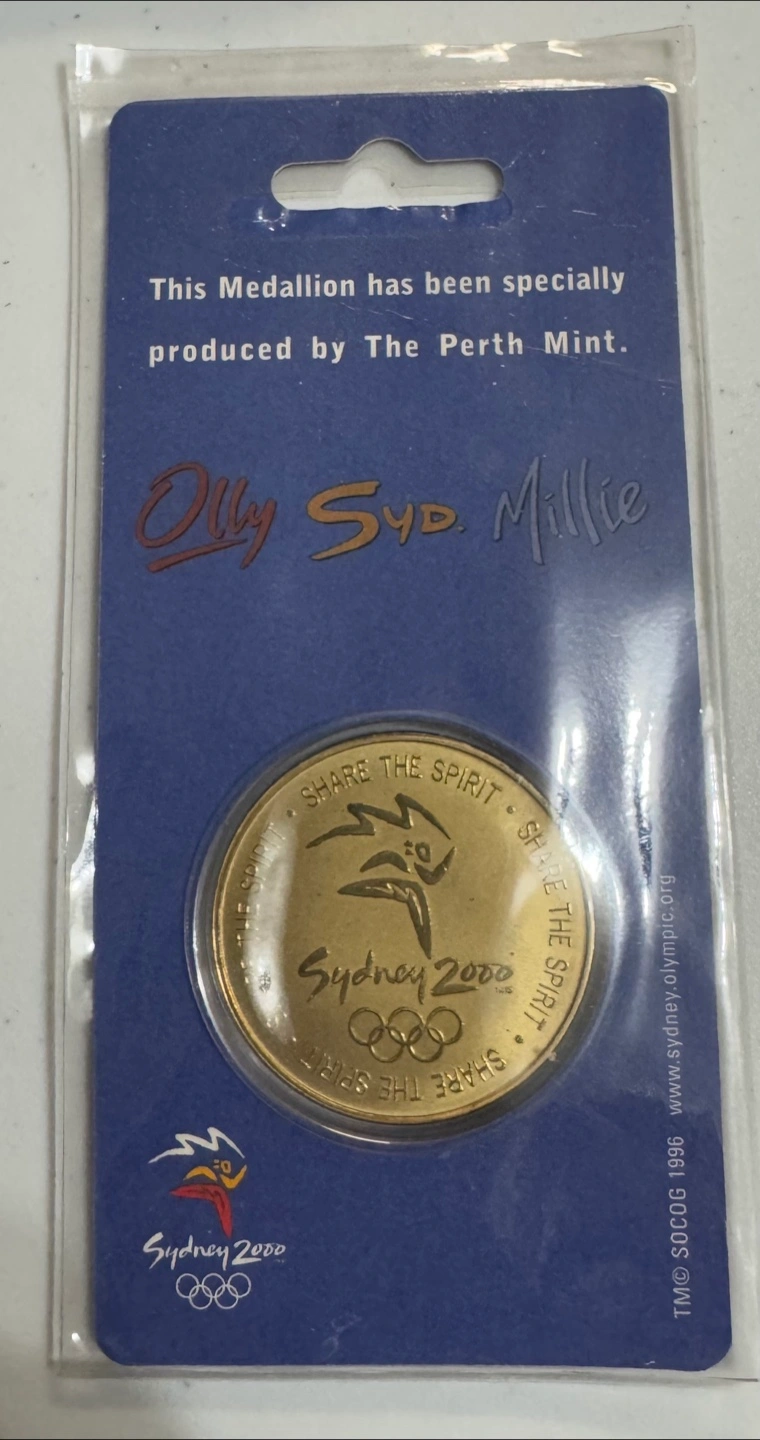 This Medallion has been specially
produced by The Perth Mint.
Olly SYD. Millie
SHARE THE SPIRIT • SHARE THE SPIRIT • SHARE THE SPIRIT THE SPIRIT •
Sydney 2000
Sydney 2000
TM© SOCOG 1996 www.sydney.olympic.org